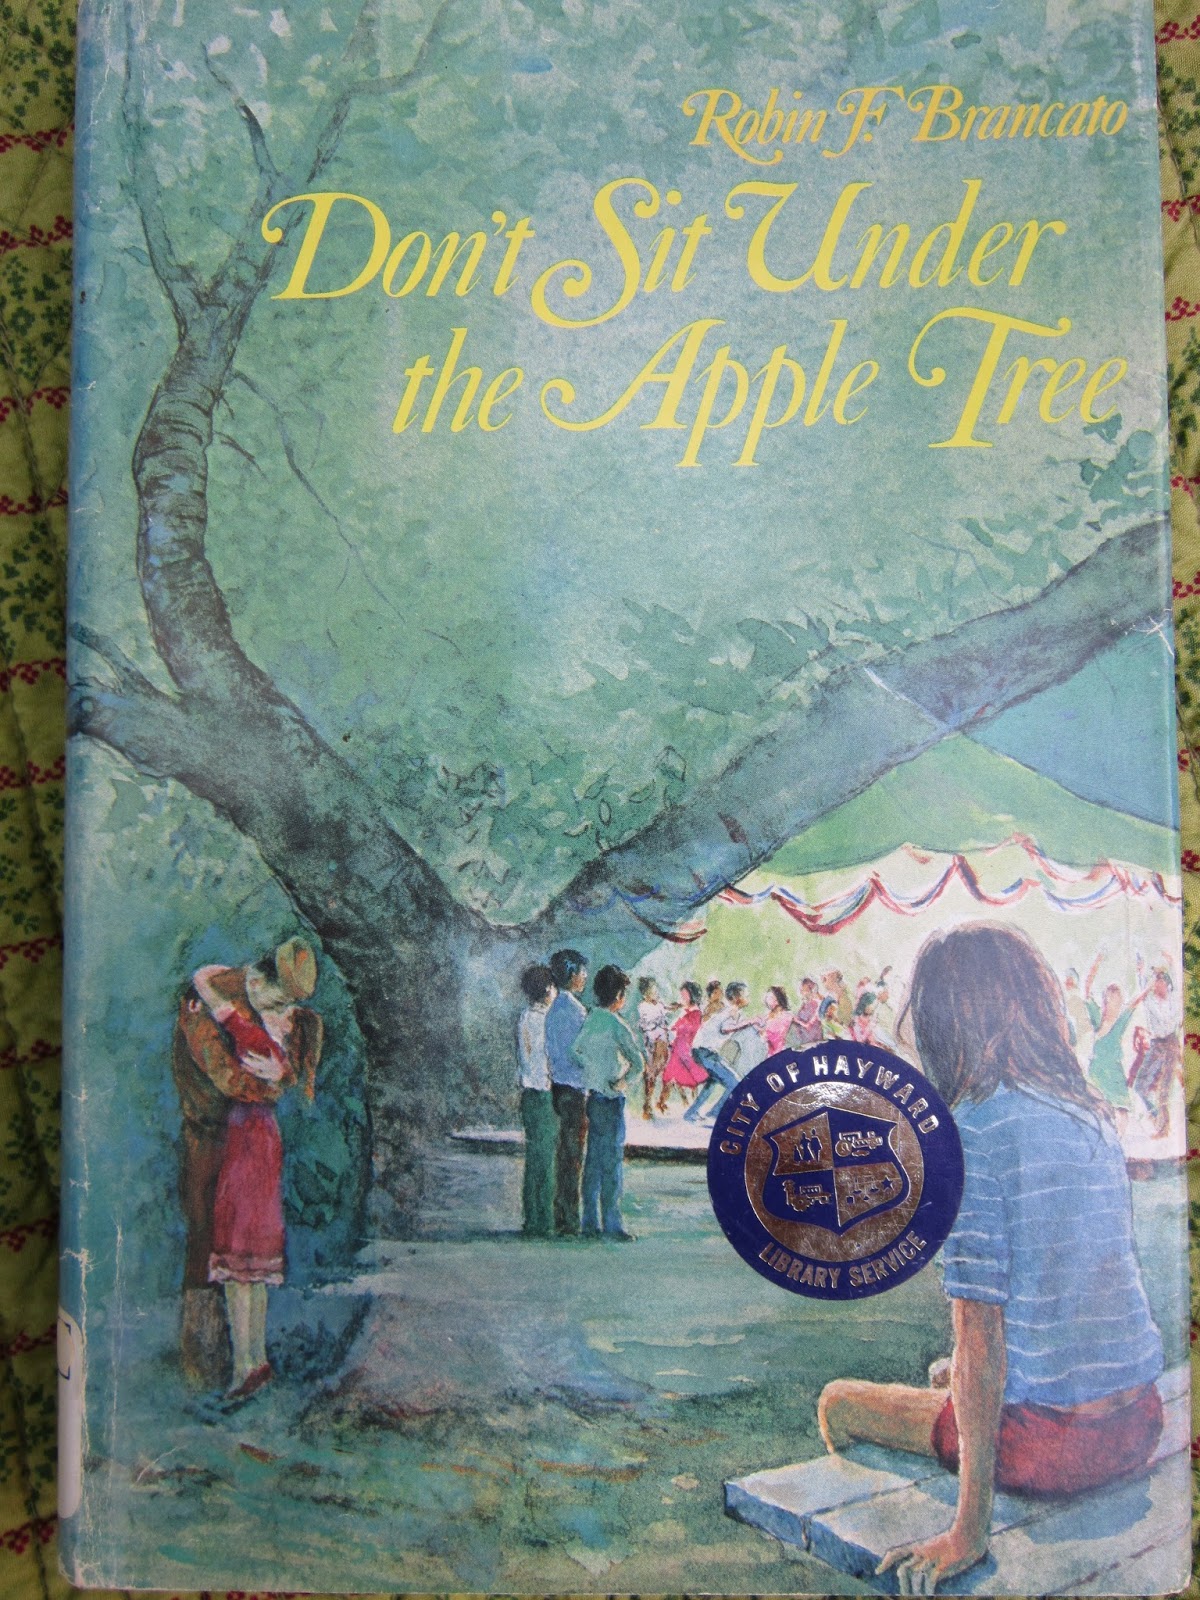 Robin F. Brancato
Don't Sit Under
the Apple Tree
CITY OF HAYWARD
LIBRARY SERVICE